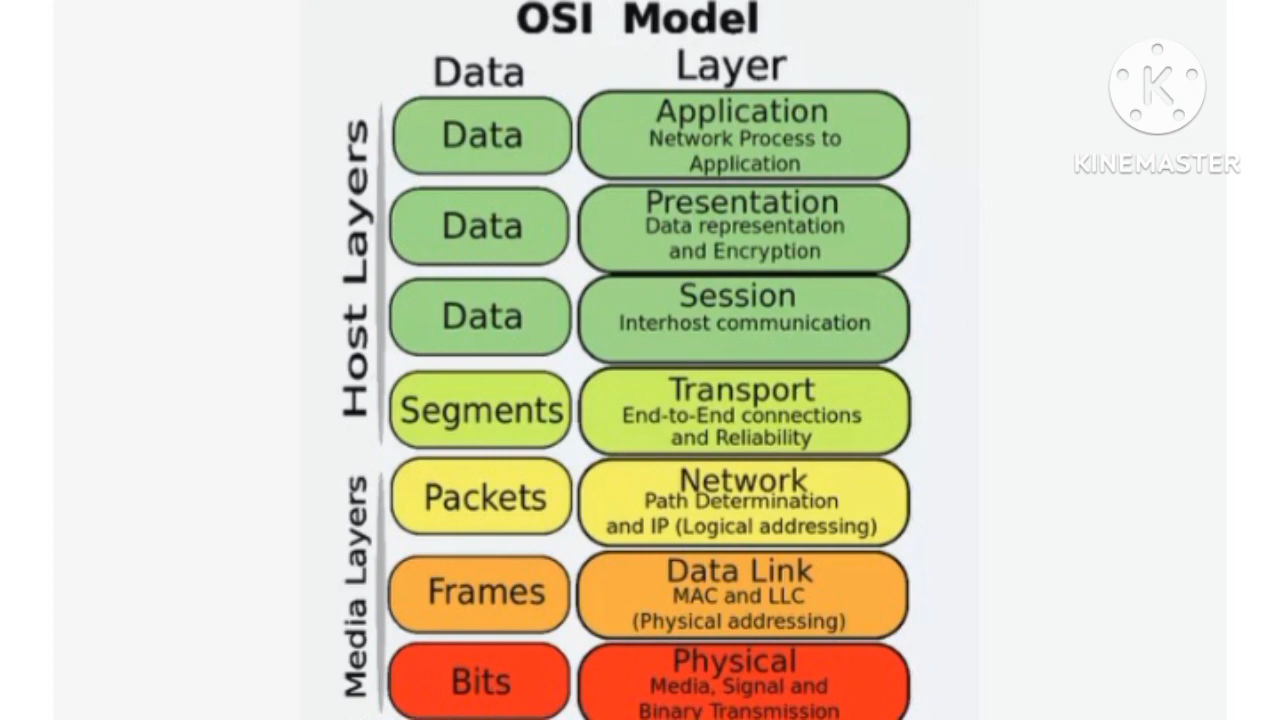 OSI Model
Data
Layer
Host Layers
Data
Application
Network Process to
Application
Data
Presentation
Data representation
and Encryption
Data
Session
Interhost communication
Segments
Transport
End-to-End connections
and Reliability
Media Layers
Packets
Network
Path Determination
and IP (Logical addressing)
Frames
Data Link
MAC and LLC
(Physical addressing)
Bits
Physical
Media, Signal and
Binary Transmission
K
KINEMASTER